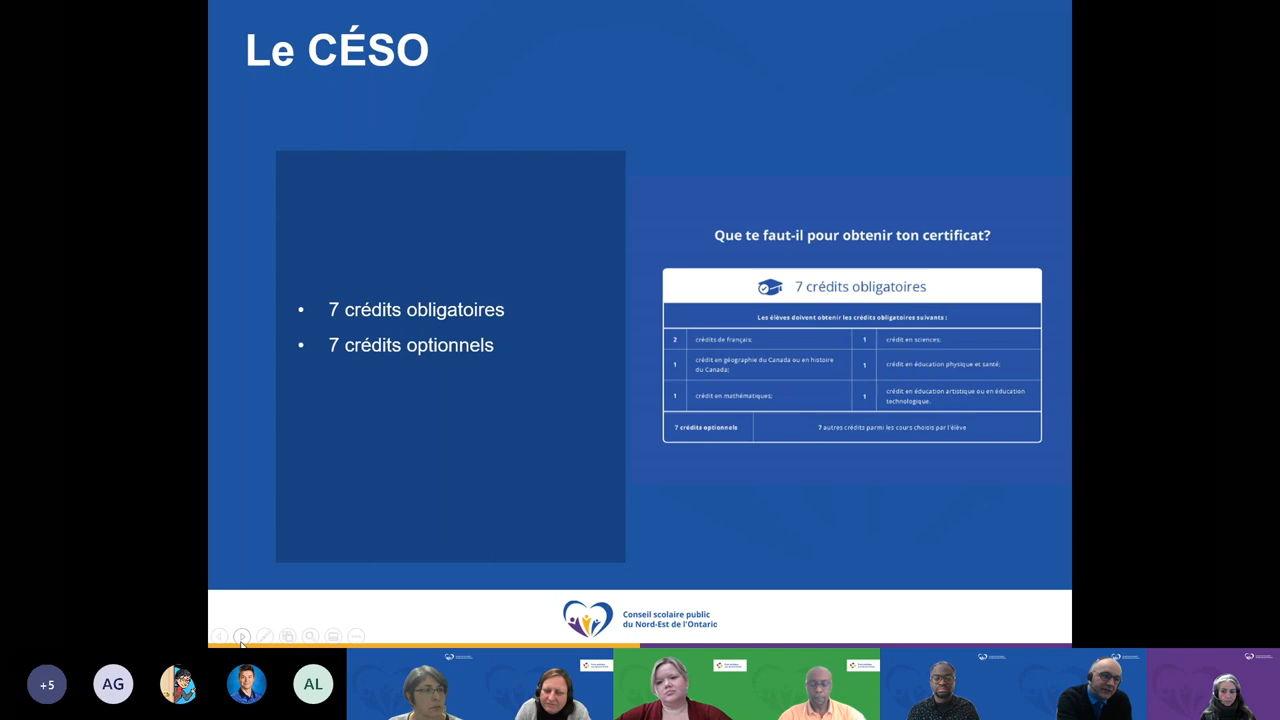 Le CÉSO
• 7 crédits obligatoires
• 7 crédits optionnels
Que te faut-il pour obtenir ton certificat?
7 crédits obligatoires
Les élèves doivent obtenir les crédits obligatoires suivants :
2 crédits de français; 1 crédit en sciences;
1 crédit en géographie du Canada ou en histoire
du Canada; 1 crédit en éducation physique et santé;
1 crédit en mathématiques; 1 crédit en éducation artistique ou en éducation
technologique.
7 crédits optionnels 7 autres crédits parmi les cours choisis par l'élève
Conseil scolaire public
du Nord-Est de l'Ontario
+5 AG AL